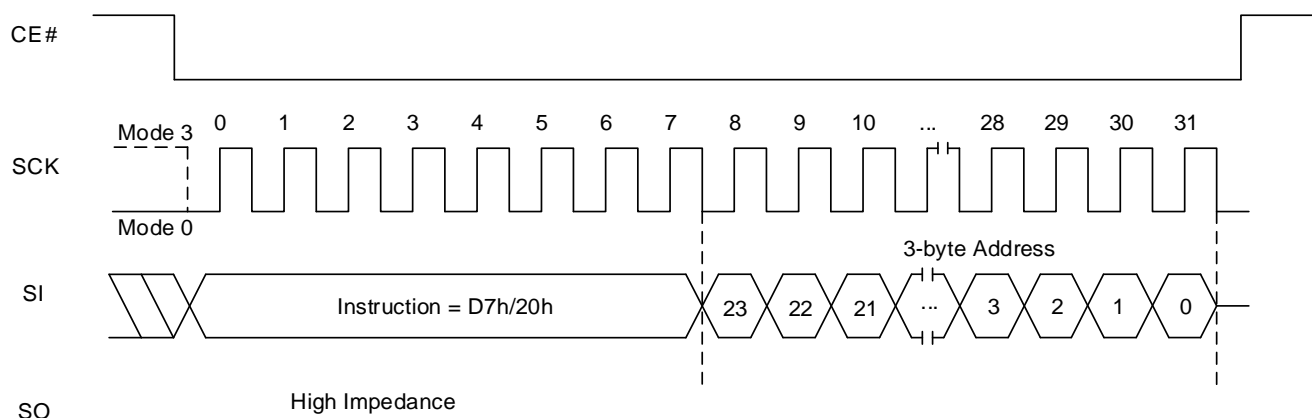 CE#
Mode 3
0 1 2 3 4 5 6 7 8 9 10 ... 28 29 30 31
SCK
Mode 0
3-byte Address
SI
Instruction = D7h/20h
23 22 21 ... 3 2 1 0
High Impedance
SO